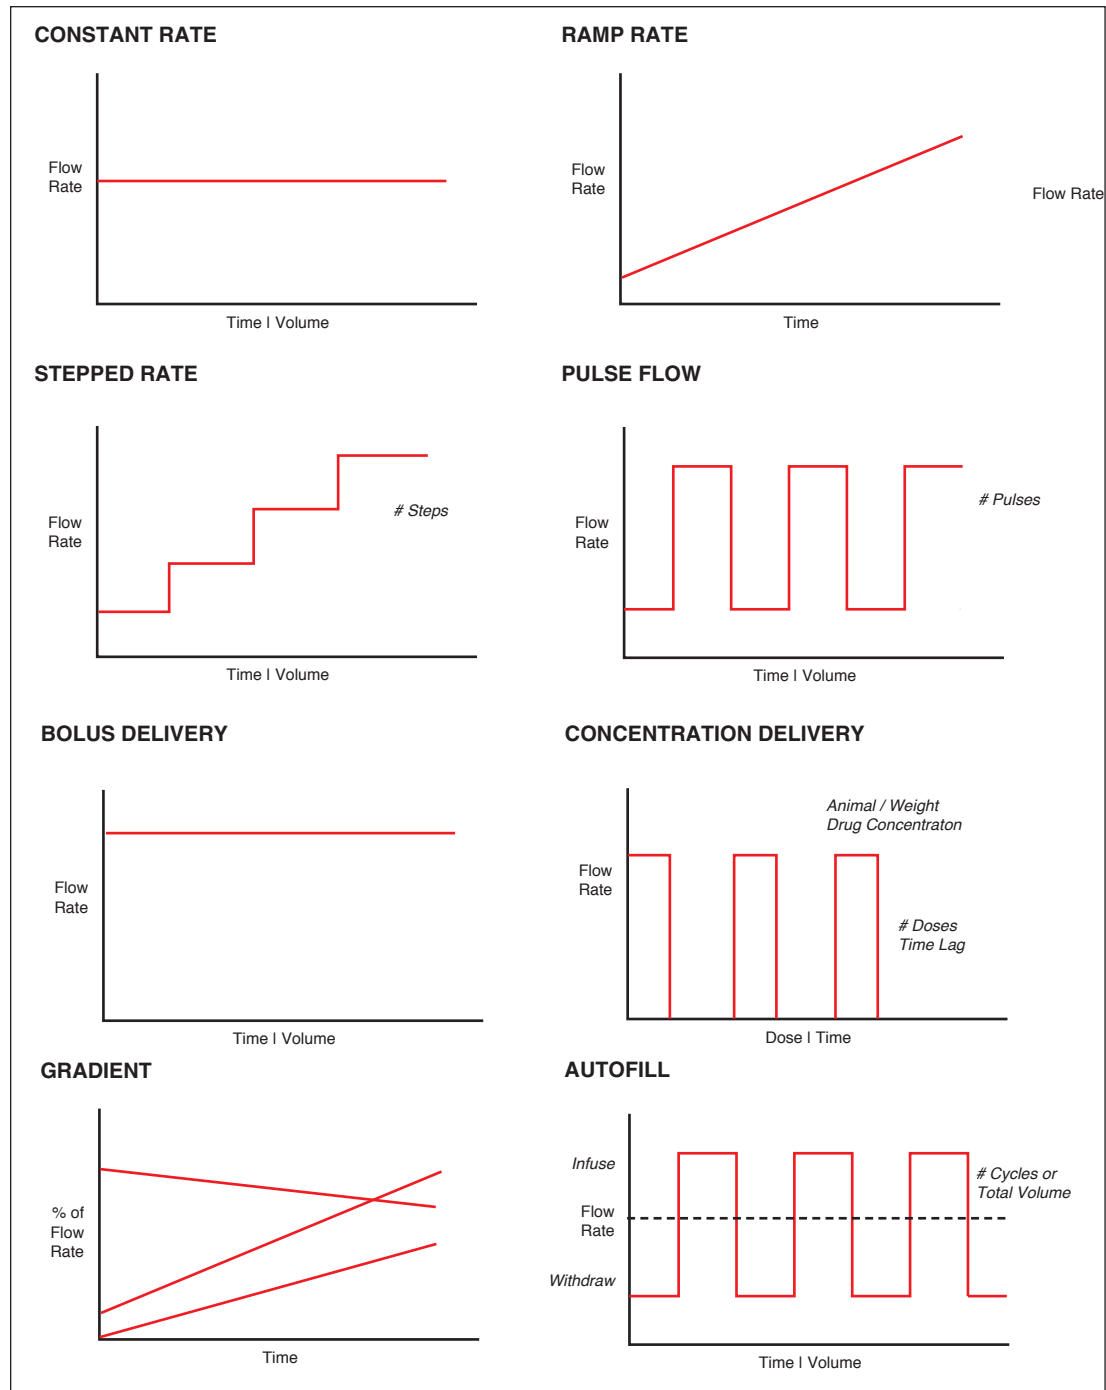 CONSTANT RATE
Flow
Rate
Time | Volume
RAMP RATE
Flow
Rate
Flow Rate
Time
STEPPED RATE
Flow
Rate
# Steps
Time | Volume
PULSE FLOW
Flow
Rate
# Pulses
Time | Volume
BOLUS DELIVERY
Flow
Rate
Time | Volume
CONCENTRATION DELIVERY
Animal / Weight
Drug Concentraton
Flow
Rate
# Doses
Time Lag
Dose | Time
GRADIENT
% of
Flow
Rate
Time
AUTOFILL
Infuse
# Cycles or
Total Volume
Flow
Rate
Withdraw
Time | Volume